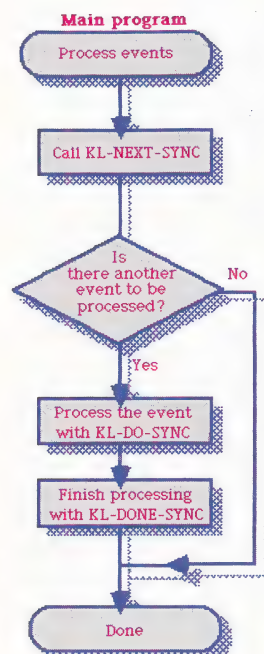 Main program
Process events
Call KL-NEXT-SYNC
Is
there another
event to be
processed?
No
Yes
Process the event
with KL-DO-SYNC
Finish processing
with KL-DONE-SYNC
Done